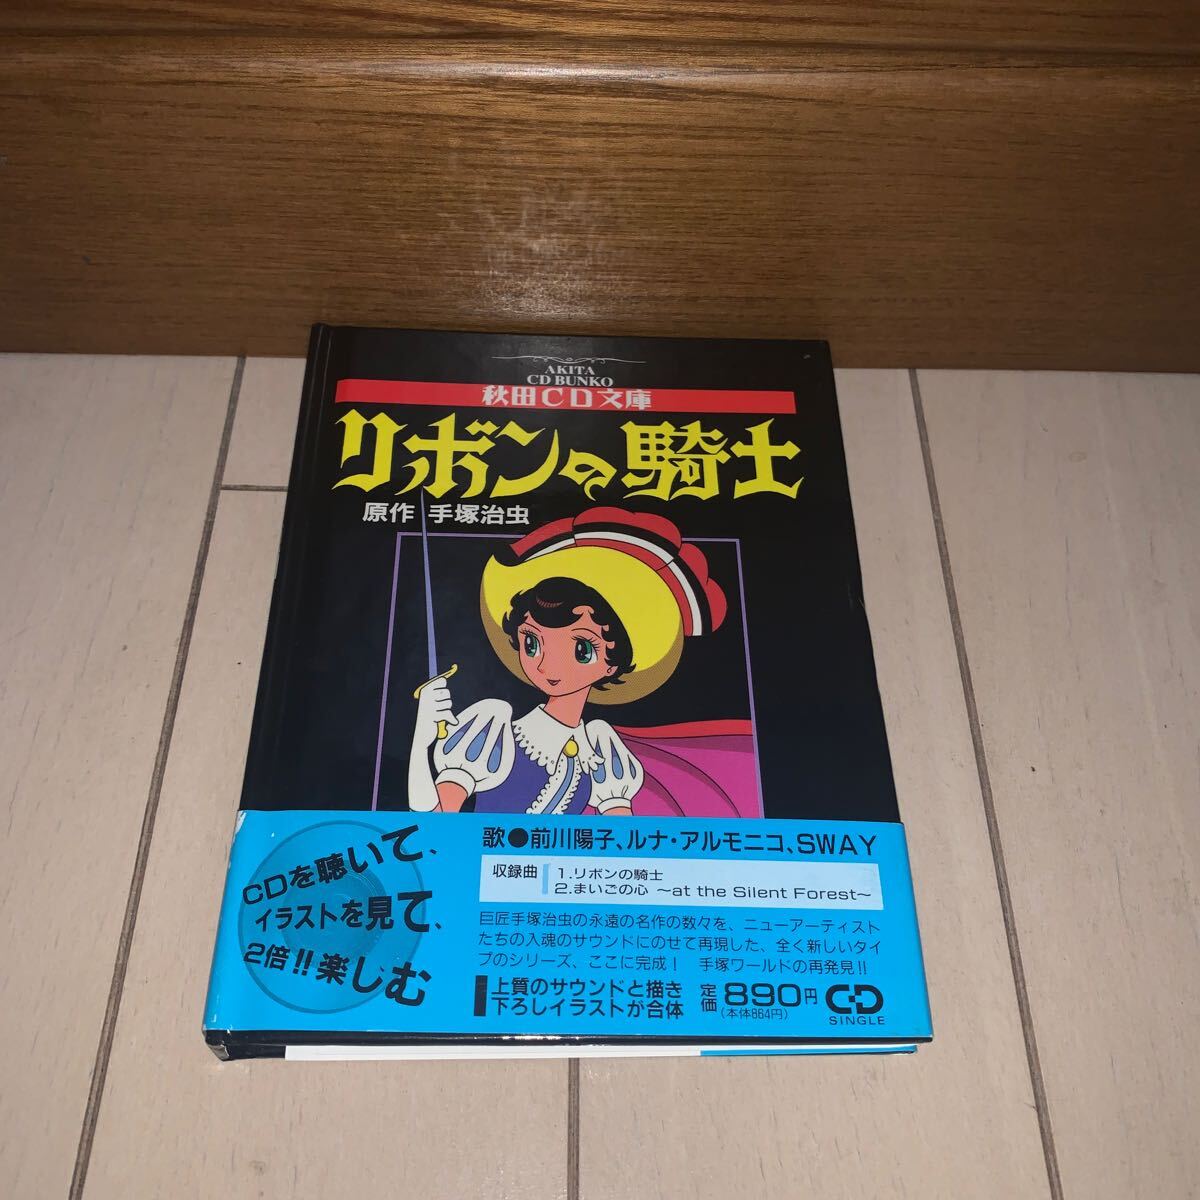 AKITA
CD BUNKO
秋田CD文庫
リボンの騎士
原作 手塚治虫
CDを聴いて、
イラストを見て、
2倍!!楽しむ
歌●前川陽子、ルナ・アルモニコ、SWAY
収録曲
1.リボンの騎士
2.まいごの心 〜at the Silent Forest〜
巨匠手塚治虫の永遠の名作の数々を、ニューアーティスト
たちの入魂のサウンドにのせて再現した、全く新しいタイ
プのシリーズ、ここに完成! 手塚ワールドの再発見!!
上質のサウンドと描き
下ろしイラストが合体
定価890円
(本体864円)
CD
SINGLE